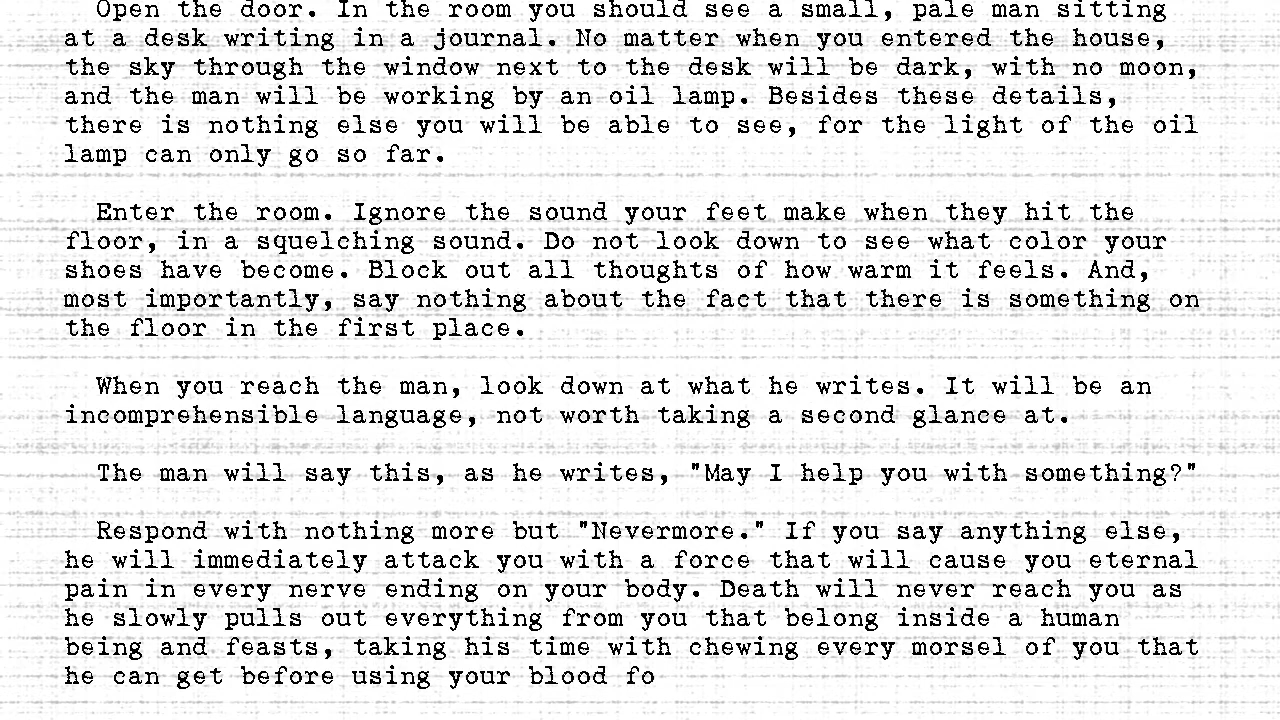 Open the door. In the room you should see a small, pale man sitting
at a desk writing in a journal. No matter when you entered the house,
the sky through the window next to the desk will be dark, with no moon,
and the man will be working by an oil lamp. Besides these details,
there is nothing else you will be able to see, for the light of the oil
lamp can only go so far.
Enter the room. Ignore the sound your feet make when they hit the
floor, in a squelching sound. Do not look down to see what color your
shoes have become. Block out all thoughts of how warm it feels. And,
most importantly, say nothing about the fact that there is something on
the floor in the first place.
When you reach the man, look down at what he writes. It will be an
incomprehensible language, not worth taking a second glance at.
The man will say this, as he writes, "May I help you with something?"
Respond with nothing more but "Nevermore." If you say anything else,
he will immediately attack you with a force that will cause you eternal
pain in every nerve ending on your body. Death will never reach you as
he slowly pulls out everything from you that belong inside a human
being and feasts, taking his time with chewing every morsel of you that
he can get before using your blood fo